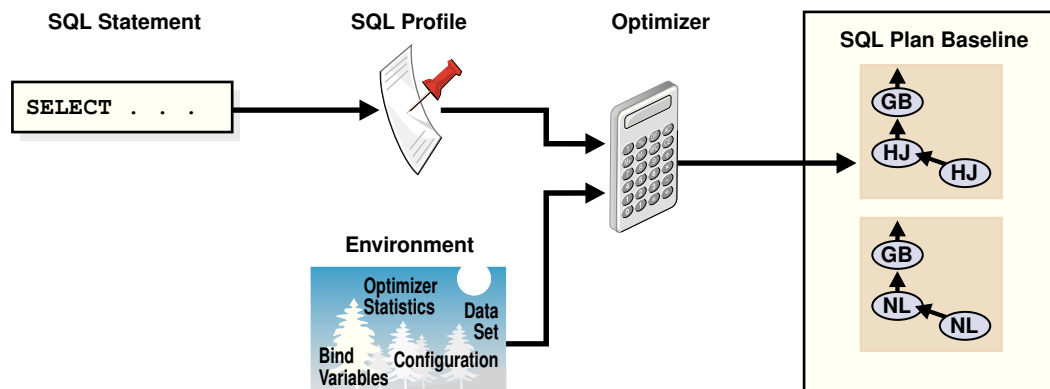 SQL Statement
SQL Profile
Optimizer
SQL Plan Baseline
SELECT . . .
GB
HJ
HJ
Environment
Optimizer
Statistics
Data
Set
Bind
Variables
Configuration
GB
NL
NL